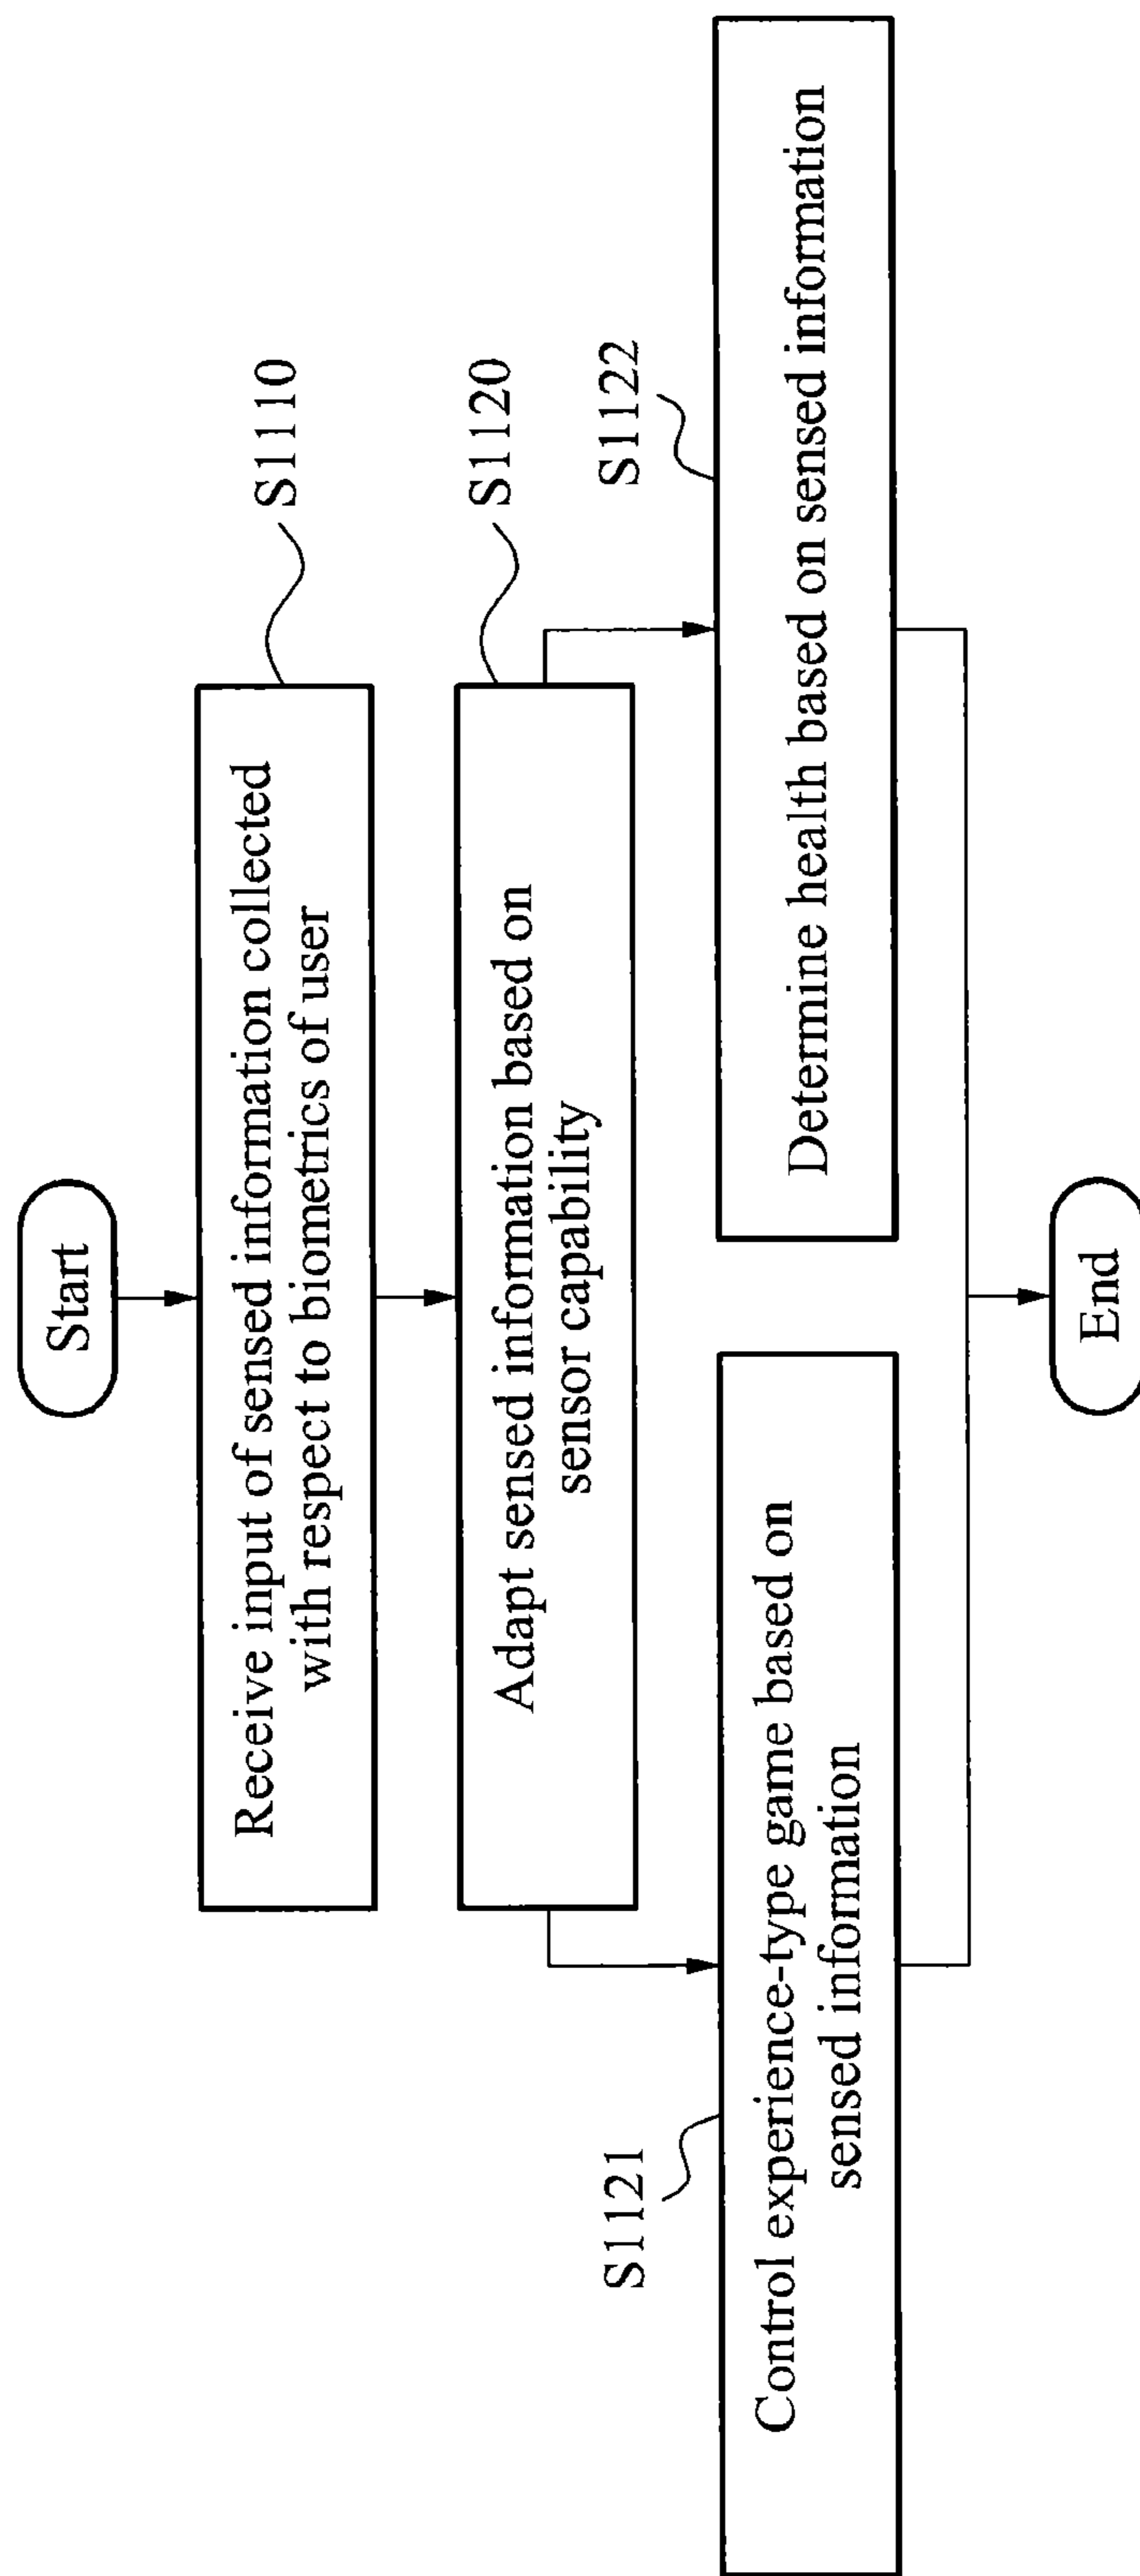 Start
Receive input of sensed information collected
with respect to biometrics of user
S1110
Adapt sensed information based on
sensor capability
S1120
S1121
Control experience-type game based on
sensed information
S1122
Determine health based on sensed information
End